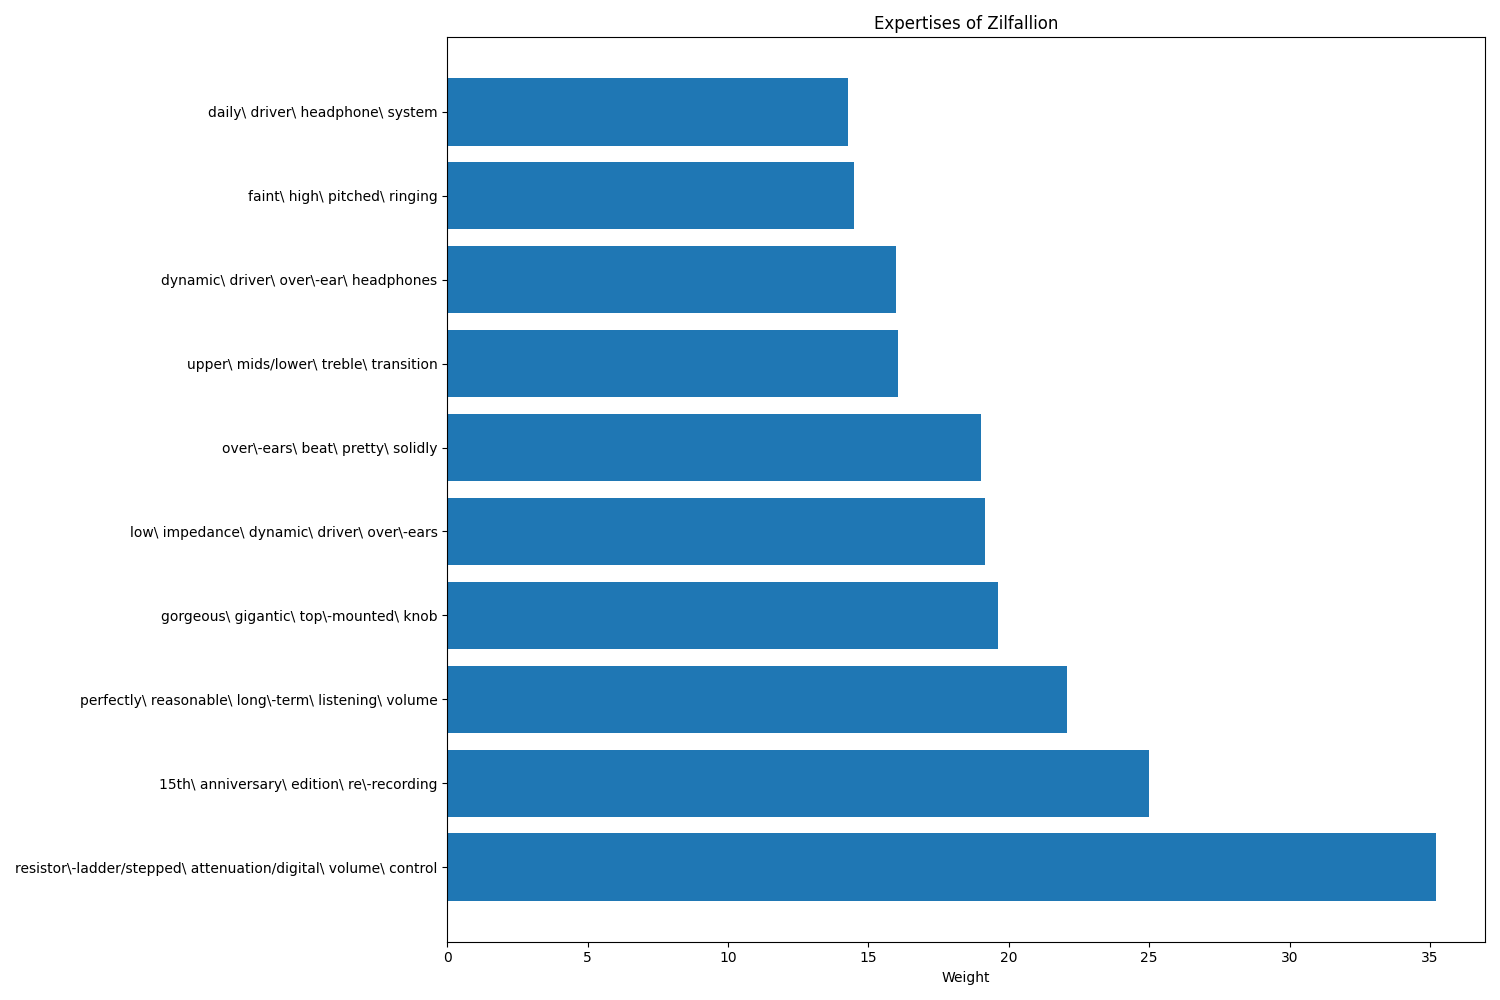 Expertises of Zilfallion
daily\ driver\ headphone\ system
faint\ high\ pitched\ ringing
dynamic\ driver\ over\-ear\ headphones
upper\ mids/lower\ treble\ transition
over\-ears\ beat\ pretty\ solidly
low\ impedance\ dynamic\ driver\ over\-ears
gorgeous\ gigantic\ top\-mounted\ knob
perfectly\ reasonable\ long\-term\ listening\ volume
15th\ anniversary\ edition\ re\-recording
resistor\-ladder/stepped\ attenuation/digital\ volume\ control
0 5 10 15 20 25 30 35
Weight